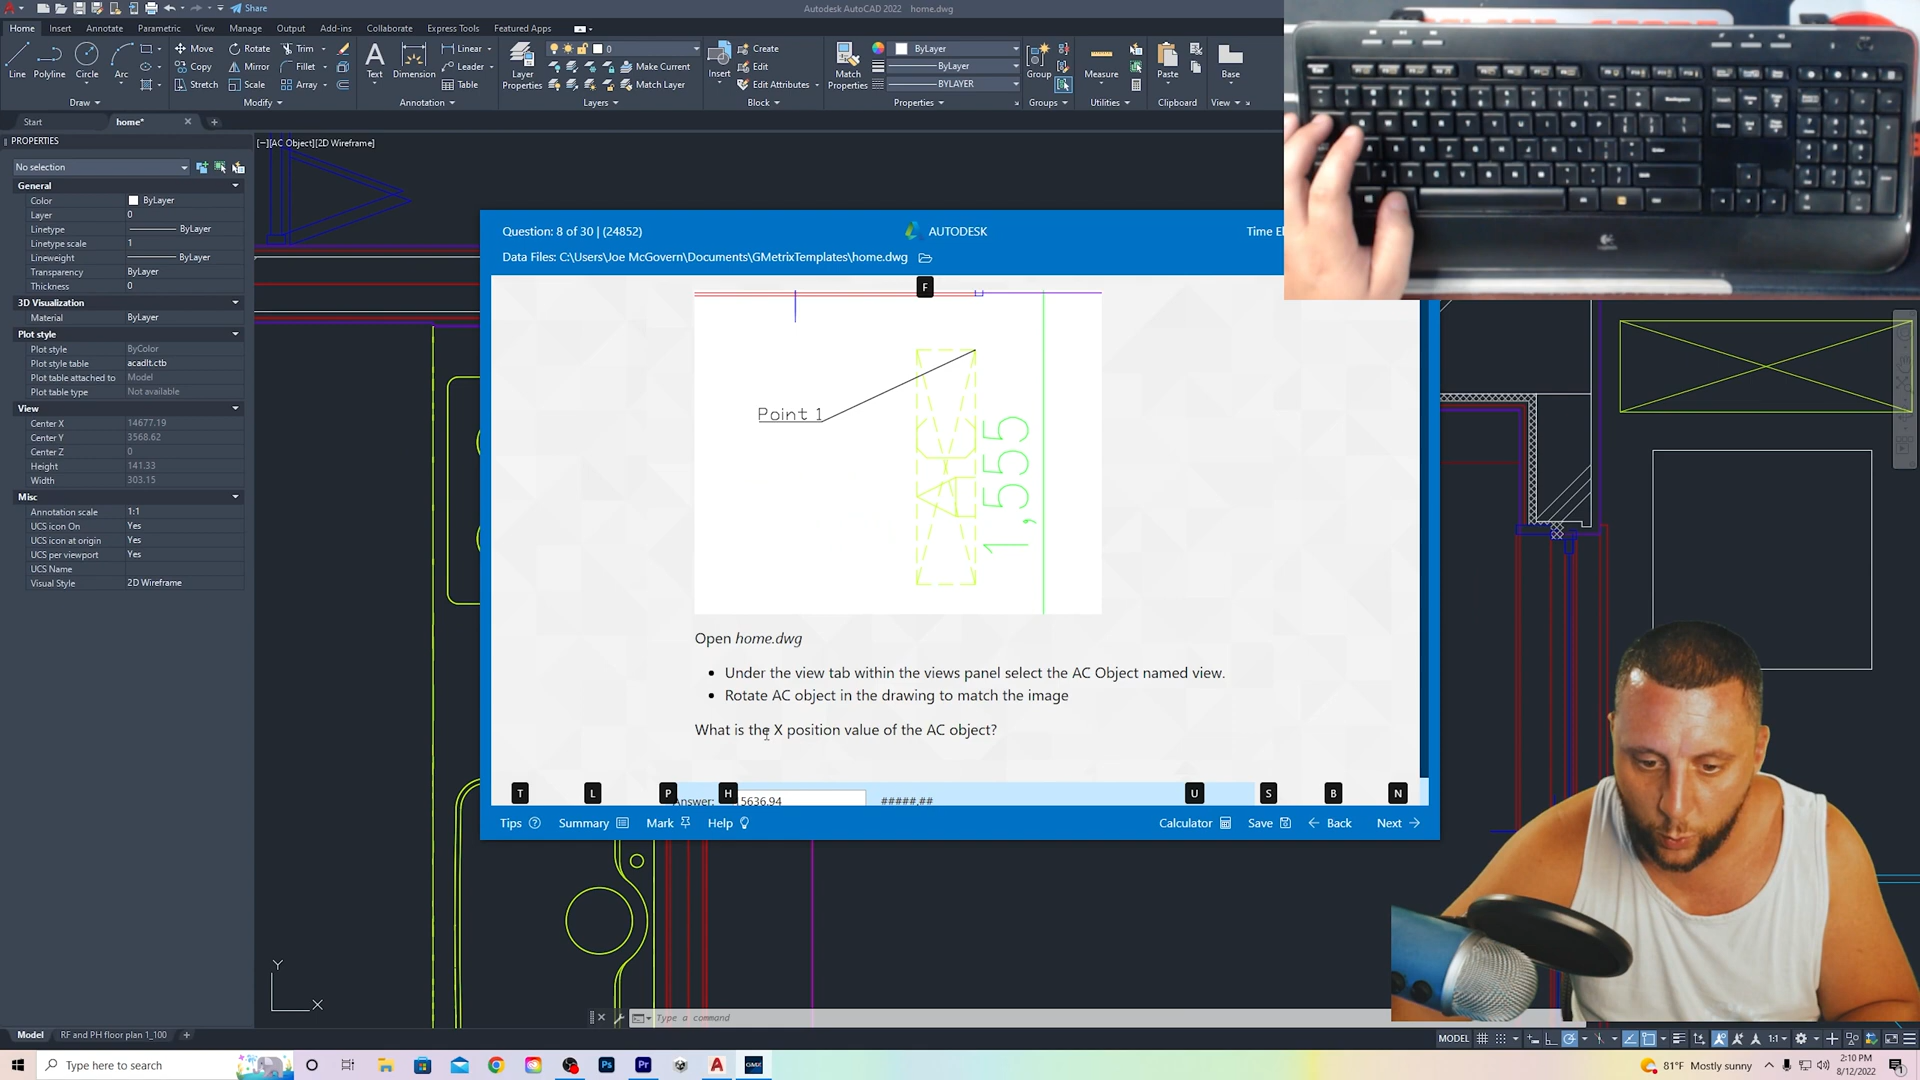 Share
Autodesk AutoCAD 2022 home.dwg
Home Insert Annotate Parametric View Manage Output Add-ins Collaborate Express Tools Featured Apps
Line Polyline Circle Arc
Move Rotate Trim
Copy Mirror Fillet
Stretch Scale Array
Text Dimension
Linear
Leader
Table
Layer Properties
0
Make Current
Match Layer
Insert
Create
Edit
Edit Attributes
Match Properties
ByLayer
ByLayer
BYLAYER
Group Measure Paste Base
Draw Modify Annotation Layers Block Properties Groups Utilities Clipboard View
Start home*
PROPERTIES
[−][AC Object][2D Wireframe]
No selection
General
Color ByLayer
Layer 0
Linetype ByLayer
Linetype scale 1
Lineweight ByLayer
Transparency ByLayer
Thickness 0
3D Visualization
Material ByLayer
Plot style
Plot style ByColor
Plot style table acadlt.ctb
Plot table attached to Model
Plot table type Not available
View
Center X 14677.19
Center Y 3568.62
Center Z 0
Height 141.33
Width 303.15
Misc
Annotation scale 1:1
UCS icon On Yes
UCS icon at origin Yes
UCS per viewport Yes
UCS Name
Visual Style 2D Wireframe
Question: 8 of 30 | (24852)
AUTODESK
Time El
Data Files: C:\Users\Joe McGovern\Documents\GMetrixTemplates\home.dwg
F
Point 1
AC
1,555
Open home.dwg
• Under the view tab within the views panel select the AC Object named view.
• Rotate AC object in the drawing to match the image
What is the X position value of the AC object?
T L P H U S B N
Answer: 5636.94 #####.##
Tips Summary Mark Help Calculator Save Back Next
Y
X
Type a command
Model RF and PH floor plan 1_100
MODEL 1:1
Type here to search
81°F Mostly sunny
2:10 PM
8/12/2022